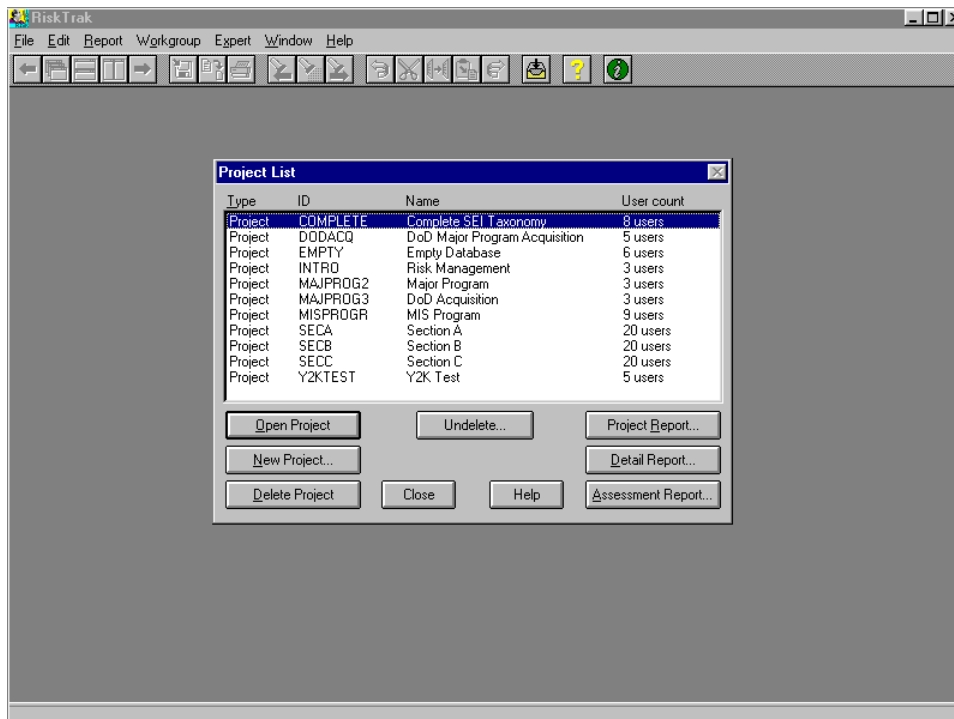 RiskTrak
File Edit Report Workgroup Expert Window Help
Project List
Type ID Name User count
Project COMPLETE Complete SEI Taxonomy 8 users
Project DODACQ DoD Major Program Acquisition 5 users
Project EMPTY Empty Database 6 users
Project INTRO Risk Management 3 users
Project MAJPROG2 Major Program 3 users
Project MAJPROG3 DoD Acquisition 3 users
Project MISPROGR MIS Program 9 users
Project SECA Section A 20 users
Project SECB Section B 20 users
Project SECC Section C 20 users
Project Y2KTEST Y2K Test 5 users
Open Project Undelete... Project Report...
New Project... Detail Report...
Delete Project Close Help Assessment Report...